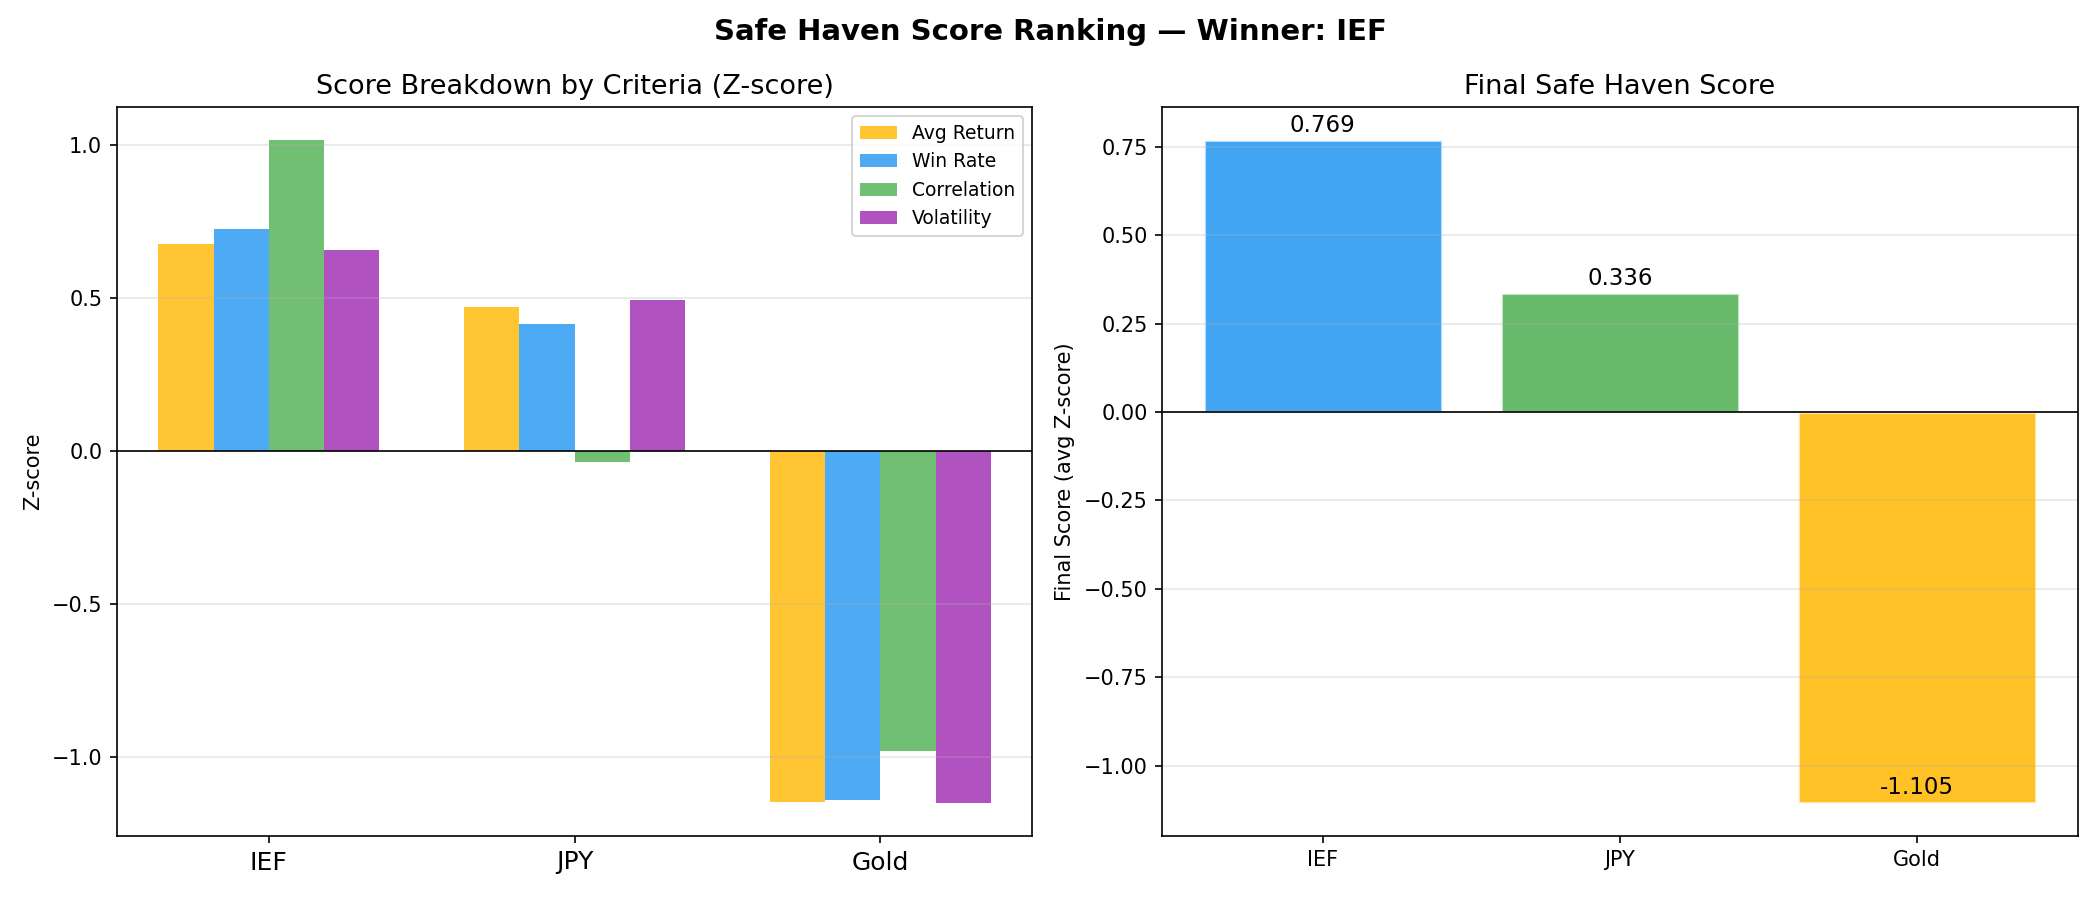 Safe Haven Score Ranking — Winner: IEF
Score Breakdown by Criteria (Z-score)
Avg Return
Win Rate
Correlation
Volatility
1.0
0.5
0.0
−0.5
−1.0
Z-score
IEF
JPY
Gold
Final Safe Haven Score
0.75
0.50
0.25
0.00
−0.25
−0.50
−0.75
−1.00
Final Score (avg Z-score)
0.769
0.336
-1.105
IEF
JPY
Gold